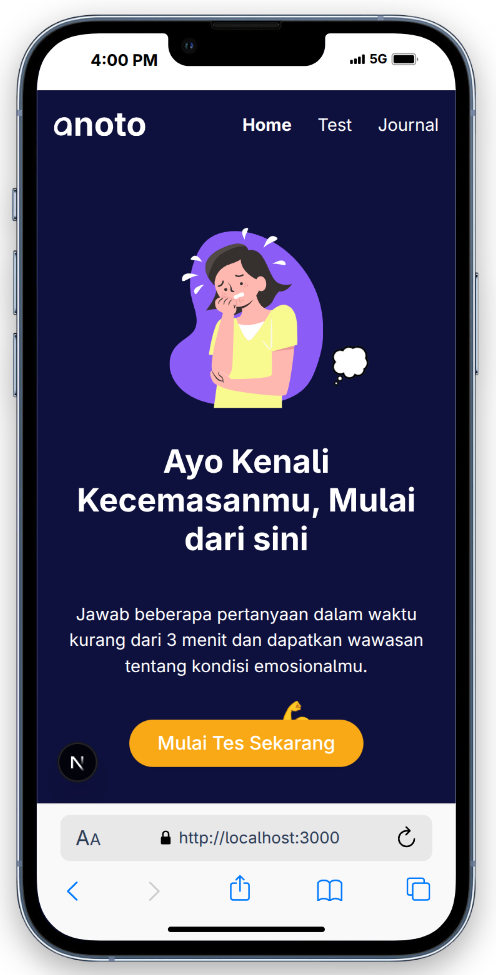 4:00 PM 5G
anoto Home Test Journal
Ayo Kenali
Kecemasanmu, Mulai
dari sini
Jawab beberapa pertanyaan dalam waktu
kurang dari 3 menit dan dapatkan wawasan
tentang kondisi emosionalmu.
Mulai Tes Sekarang
N
AA http://localhost:3000